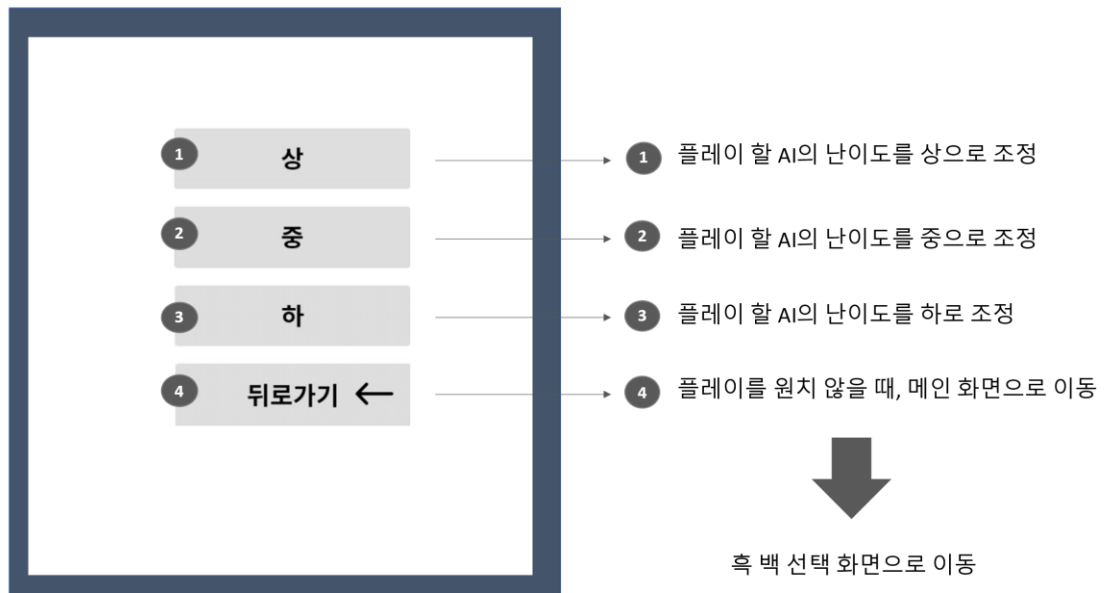 1 상
2 중
3 하
4 뒤로가기 ←
1 플레이 할 AI의 난이도를 상으로 조정
2 플레이 할 AI의 난이도를 중으로 조정
3 플레이 할 AI의 난이도를 하로 조정
4 플레이를 원치 않을 때, 메인 화면으로 이동
흑 백 선택 화면으로 이동